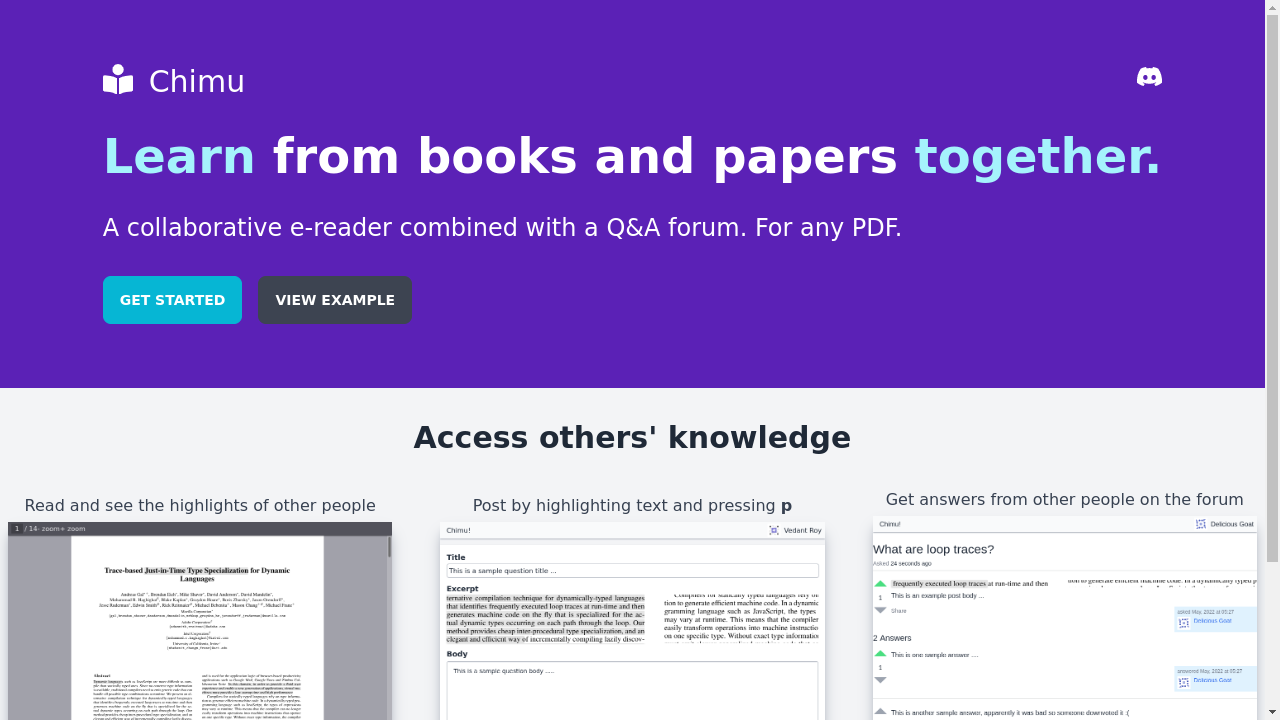 Chimu
Learn from books and papers together.
A collaborative e-reader combined with a Q&A forum. For any PDF.
GET STARTED
VIEW EXAMPLE
Access others' knowledge
Read and see the highlights of other people
1 / 14- zoom+ zoom
Trace-based Just-in-Time Type Specialization for Dynamic
Languages
Abstract
Post by highlighting text and pressing p
Chimu!
Vedant Roy
Title
This is a sample question title ...
Excerpt
ternative compilation technique for dynamically-typed languages
that identifies frequently executed loop traces at run-time and then
generates machine code on the fly that is specialized for the ac-
tual dynamic types occurring on each path through the loop. Our
method provides cheap inter-procedural type specialization, and an
elegant and efficient way of incrementally compiling lazily discov-
Compilers for statically typed languages rely on type
tion to generate efficient machine code. In a dynamically
gramming language such as JavaScript, the types
may vary at runtime. This means that the compiler
easily transform operations into machine instructio
on one specific type. Without exact type information
Body
This is a sample question body ....
Get answers from other people on the forum
Chimu!
Delicious Goat
What are loop traces?
Asked 24 seconds ago
frequently executed loop traces at run-time and then
1
This is an example post body ...
Share
asked May, 2022 at 05:27
Delicious Goat
2 Answers
This is one sample answer ....
1
answered May, 2022 at 05:27
Delicious Goat
This is another sample answer, apparently it was bad so someone downvoted it :(